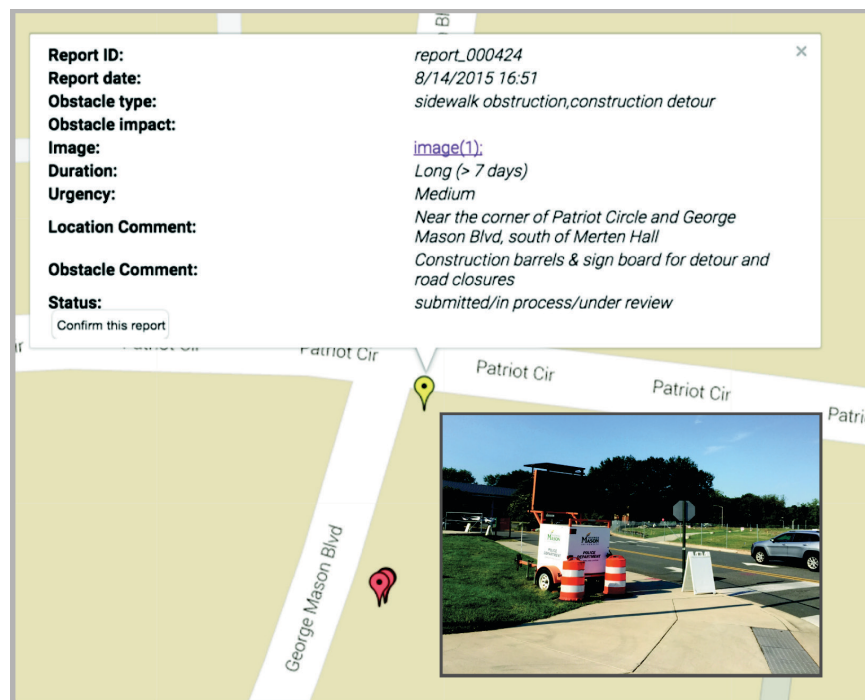 Report ID: report_000424 ×
Report date: 8/14/2015 16:51
Obstacle type: sidewalk obstruction,construction detour
Obstacle impact:
Image: image(1);
Duration: Long (> 7 days)
Urgency: Medium
Location Comment: Near the corner of Patriot Circle and George
Mason Blvd, south of Merten Hall
Obstacle Comment: Construction barrels & sign board for detour and
road closures
Status: submitted/in process/under review
Confirm this report
Patriot Cir
Patriot Cir
Patriot Cir
Patri
George Mason Blvd
MASON
POLICE
DEPARTMENT